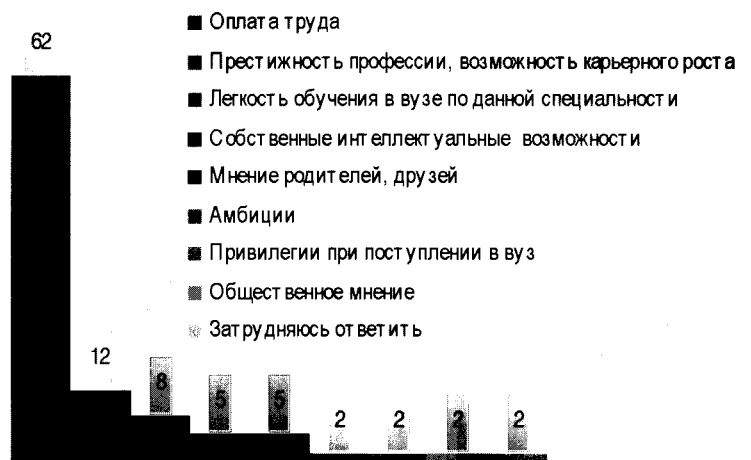 62
Оплата труда
Престижность профессии, возможность карьерного роста
Легкость обучения в вузе по данной специальности
Собственные интеллектуальные возможности
Мнение родителей, друзей
Амбиции
Привилегии при поступлении в вуз
Общественное мнение
Затрудняюсь ответить
12
8
5
5
2
2
2
2